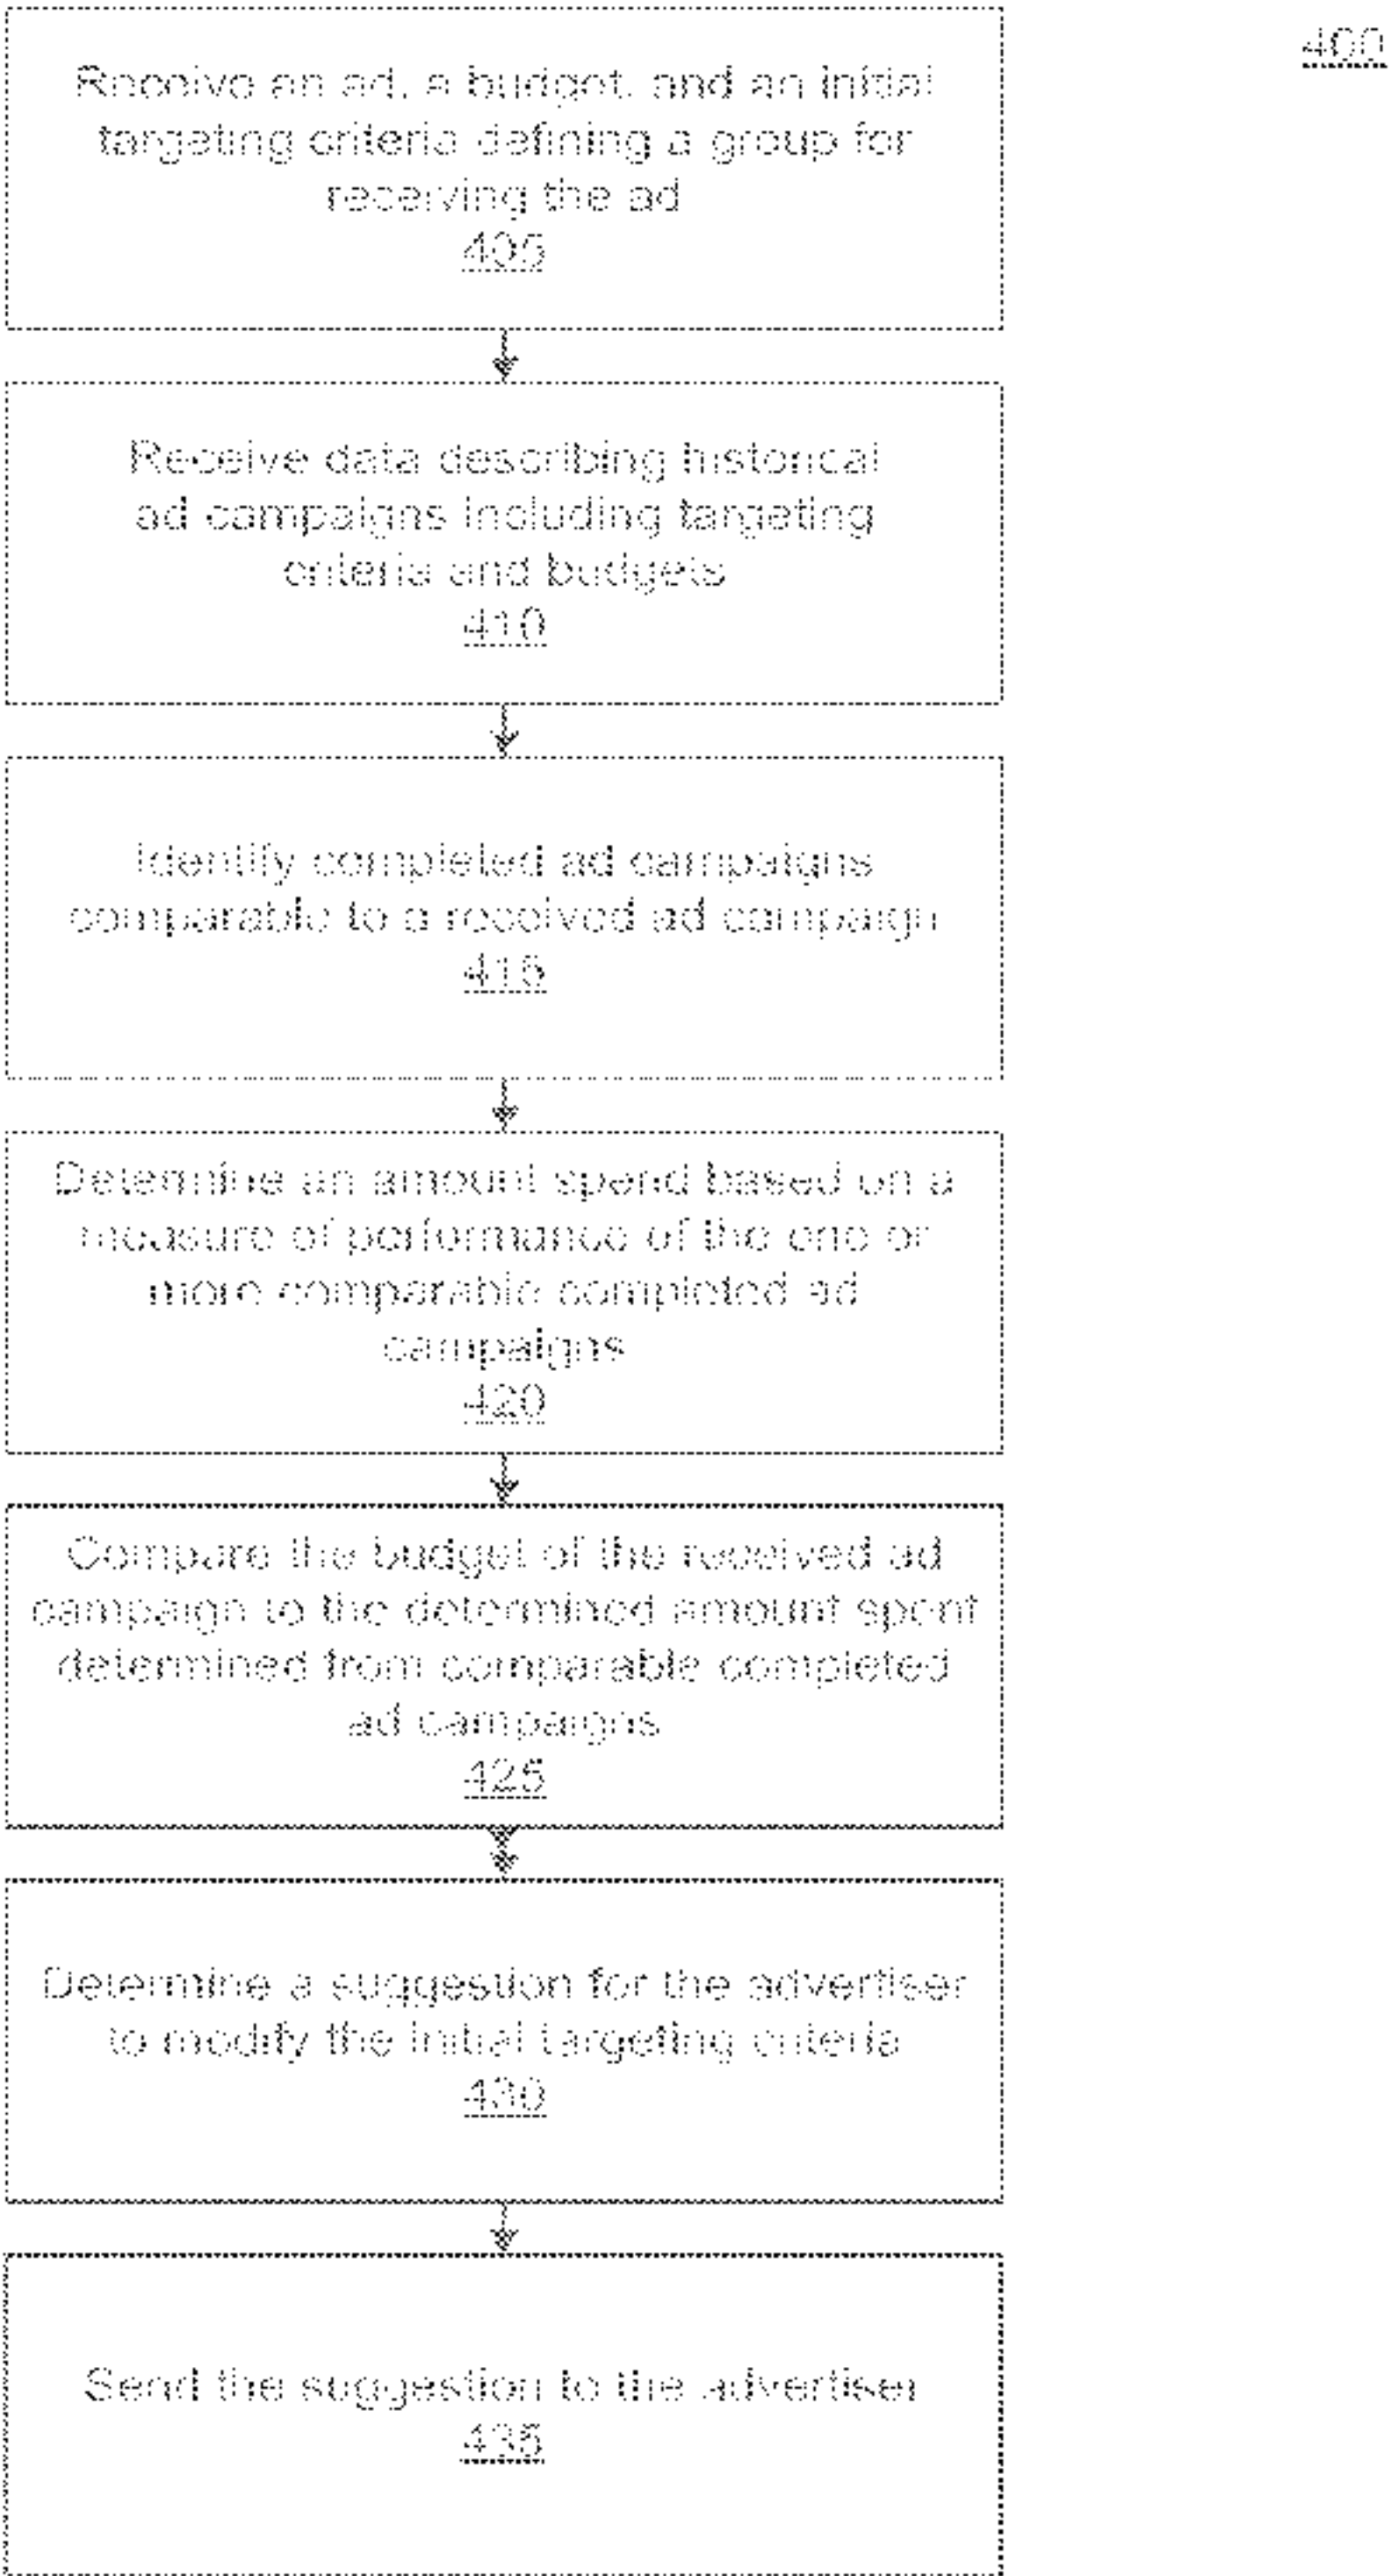 400
Receive an ad, a budget, and an initial
targeting criteria defining a group for
receiving the ad
405
Receive data describing historical
ad campaigns including targeting
criteria and budgets
410
Identify completed ad campaigns
comparable to a received ad campaign
415
Determine an amount spend based on a
measure of performance of the one or
more comparable completed ad
campaigns
420
Compare the budget of the received ad
campaign to the determined amount spent
determined from comparable completed
ad campaigns
425
Determine a suggestion for the advertiser
to modify the initial targeting criteria
430
Send the suggestion to the advertiser
435